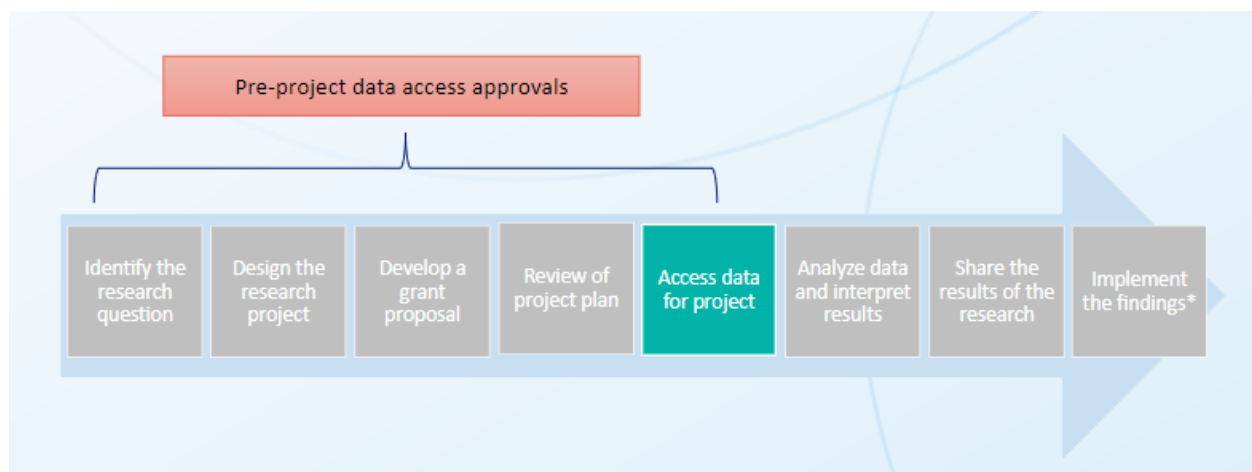 Pre-project data access approvals
Identify the
research
question
Design the
research
project
Develop a
grant
proposal
Review of
project plan
Access data
for project
Analyze data
and interpret
results
Share the
results of the
research
Implement
the findings*